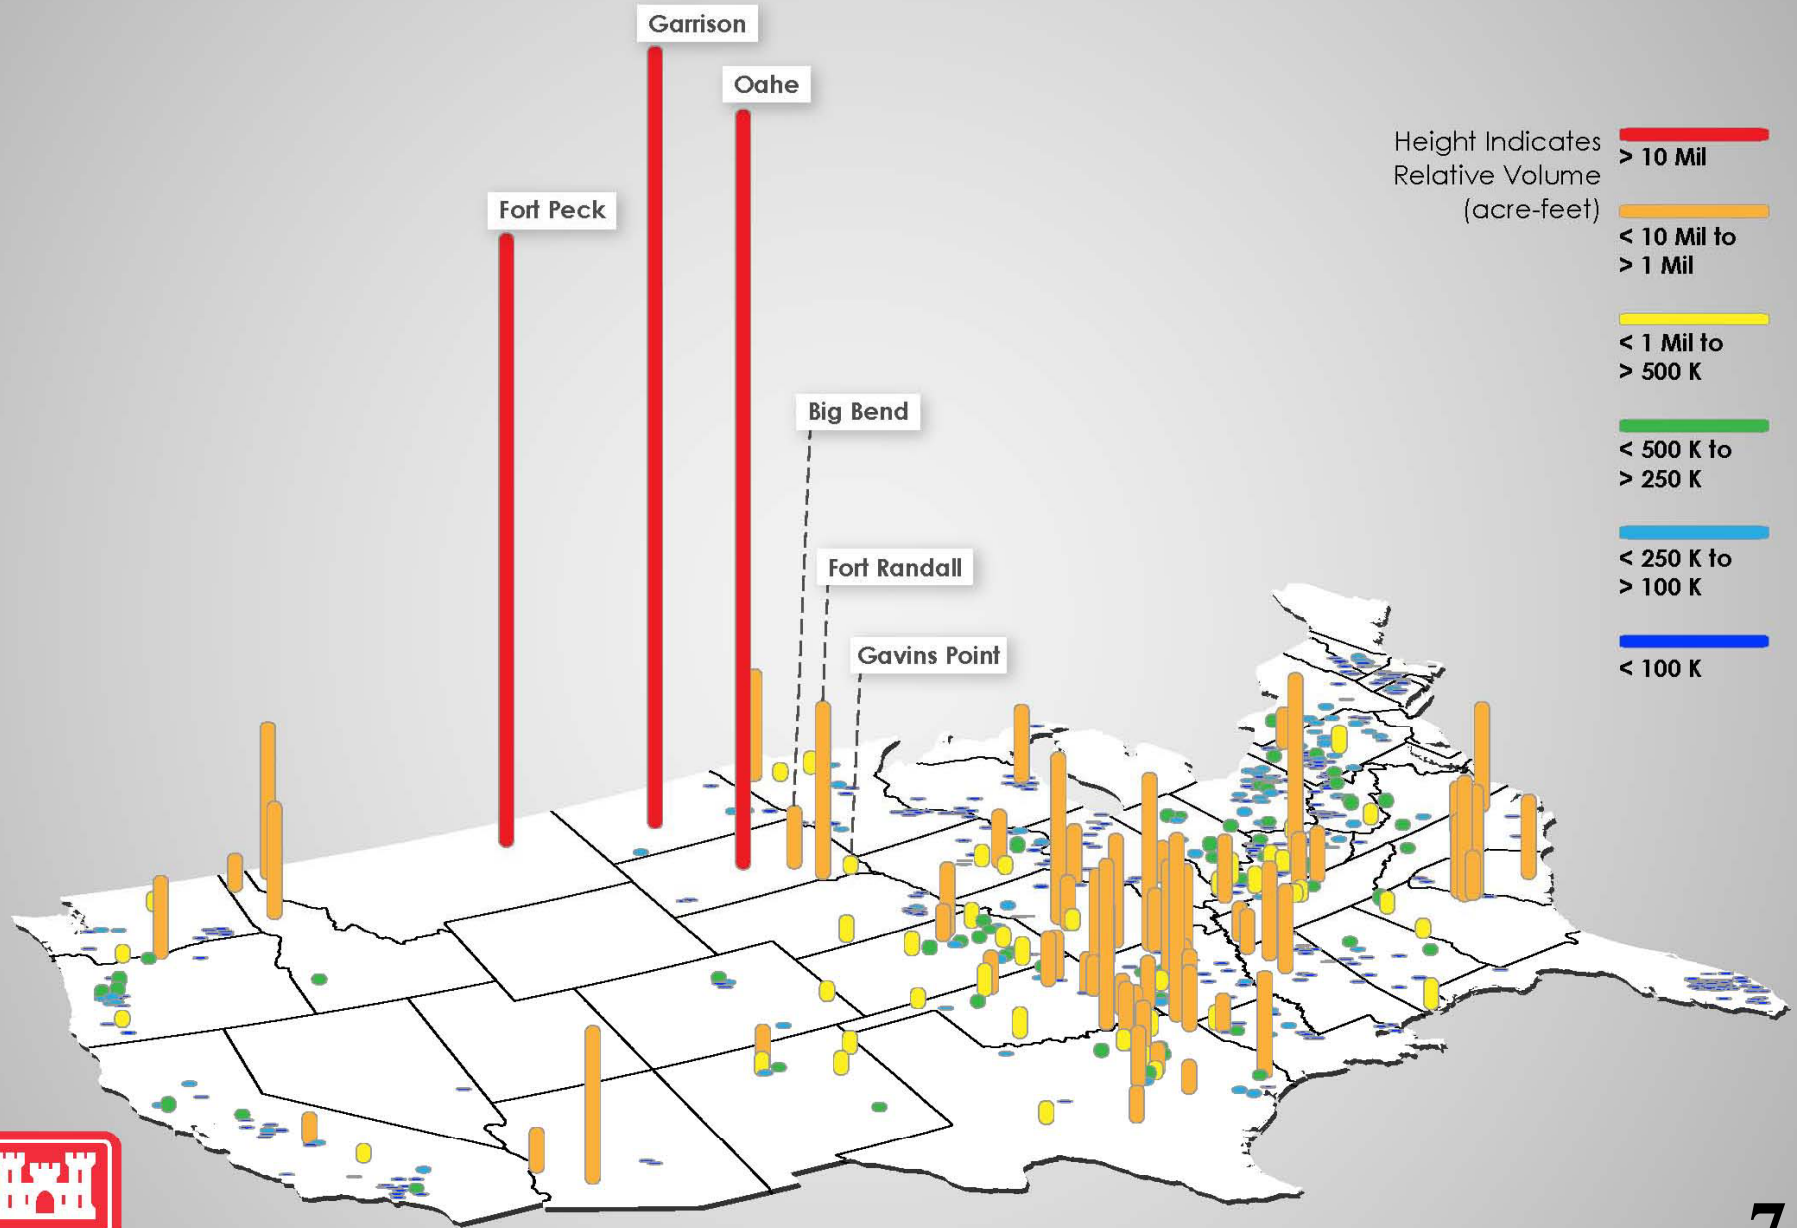 Garrison
Oahe
Fort Peck
Big Bend
Fort Randall
Gavins Point
Height Indicates
Relative Volume
(acre-feet)
> 10 Mil
< 10 Mil to
> 1 Mil
< 1 Mil to
> 500 K
< 500 K to
> 250 K
< 250 K to
> 100 K
< 100 K
7